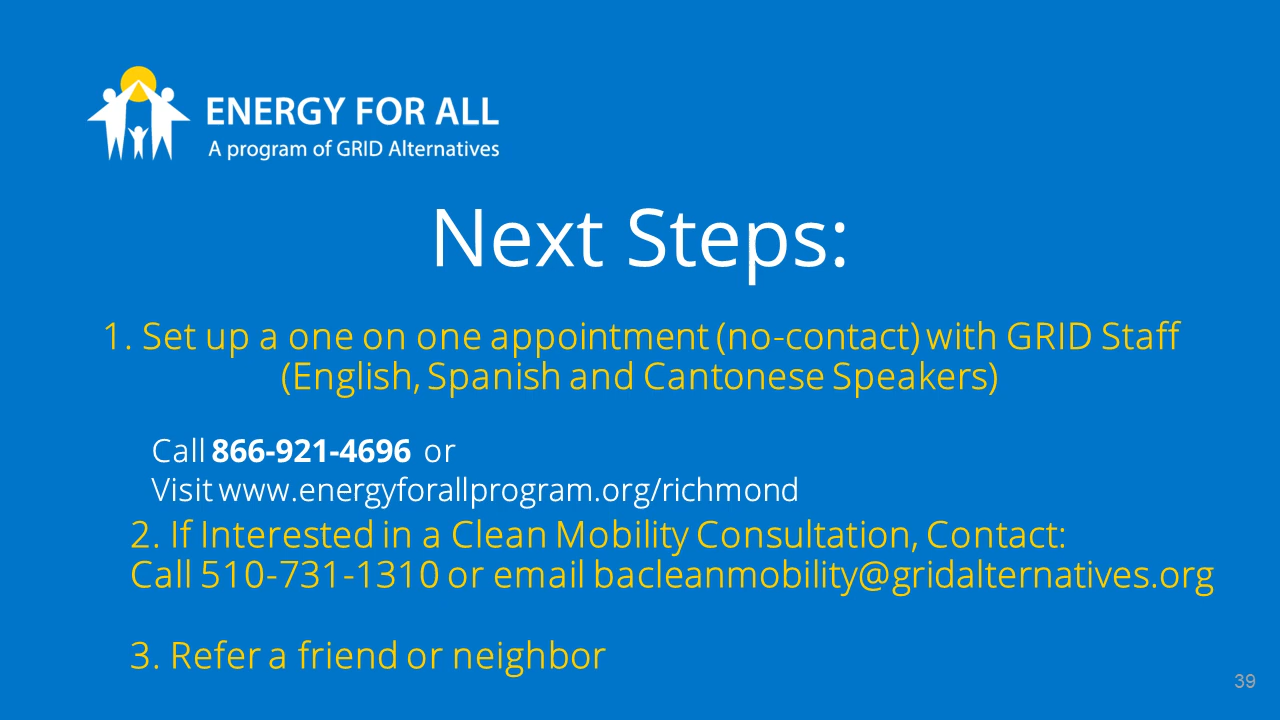 ENERGY FOR ALL
A program of GRID Alternatives
Next Steps:
1. Set up a one on one appointment (no-contact) with GRID Staff
(English, Spanish and Cantonese Speakers)
Call 866-921-4696 or
Visit www.energyforallprogram.org/richmond
2. If Interested in a Clean Mobility Consultation, Contact:
Call 510-731-1310 or email bacleanmobility@gridalternatives.org
3. Refer a friend or neighbor
39